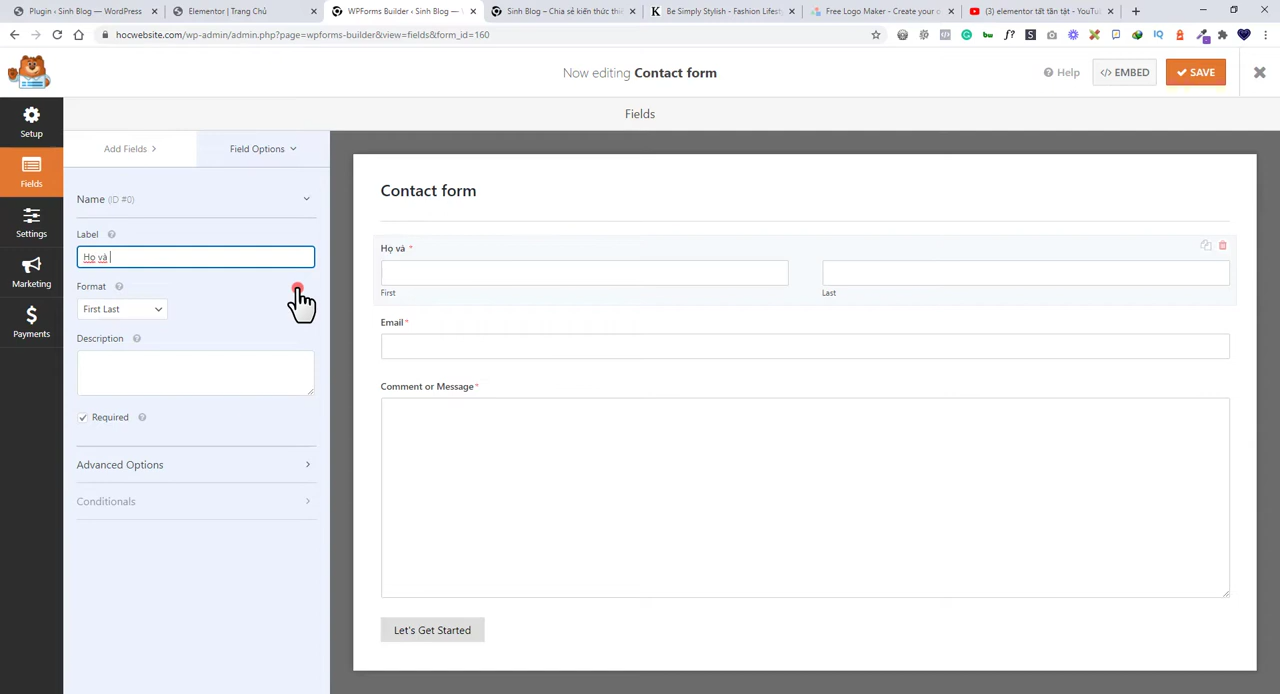 Plugin ‹ Sinh Blog — WordPress
Elementor | Trang Chủ
WPForms Builder ‹ Sinh Blog —
Sinh Blog – Chia sẻ kiến thức thi
Be Simply Stylish - Fashion Lifest
Free Logo Maker - Create your o
(3) elementor tất tần tật - YouTu
hocwebsite.com/wp-admin/admin.php?page=wpforms-builder&view=fields&form_id=160
Now editing Contact form
Help
</> EMBED
SAVE
Setup
Fields
Settings
Marketing
Payments
Fields
Add Fields
Field Options
Name (ID #0)
Label
Họ và
Format
First Last
Description
Required
Advanced Options
Conditionals
Contact form
Họ và *
First
Last
Email *
Comment or Message *
Let's Get Started